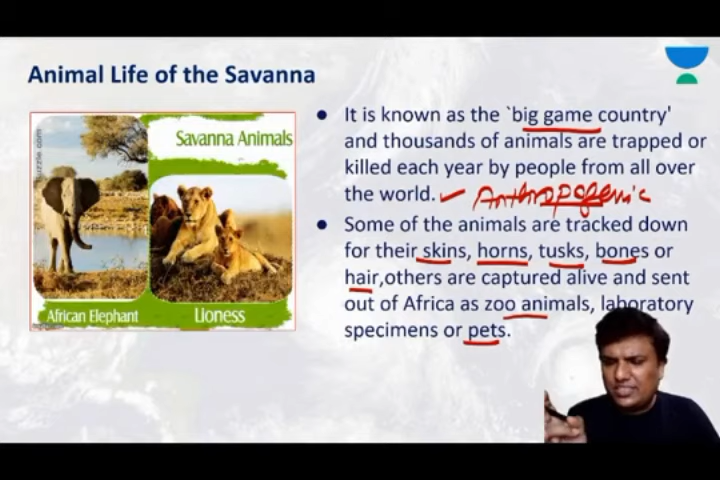 Animal Life of the Savanna
Savanna Animals
African Elephant
Lioness
• It is known as the `big game country'
and thousands of animals are trapped or
killed each year by people from all over
the world. Anthropogenic
• Some of the animals are tracked down
for their skins, horns, tusks, bones or
hair,others are captured alive and sent
out of Africa as zoo animals, laboratory
specimens or pets.